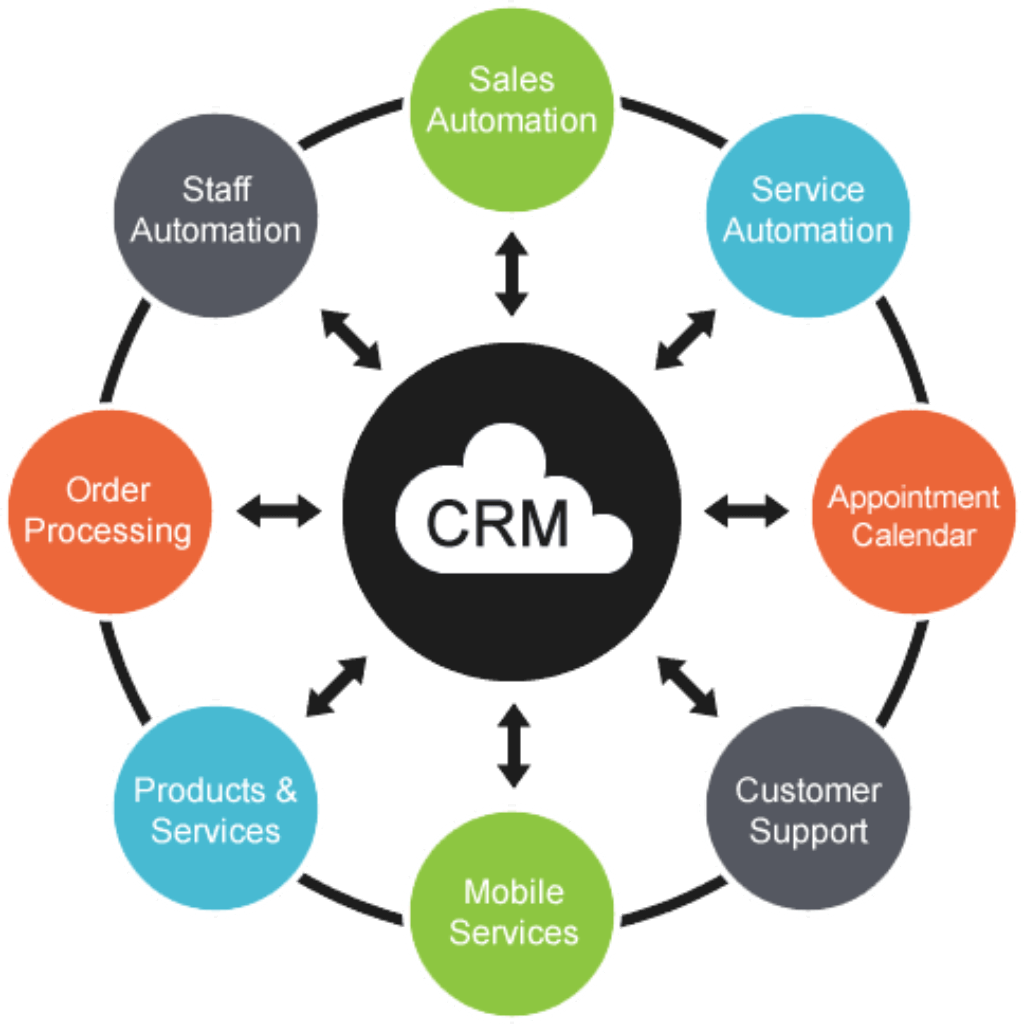 Sales
Automation
Staff
Automation
Service
Automation
Order
Processing
CRM
Appointment
Calendar
Products &
Services
Customer
Support
Mobile
Services